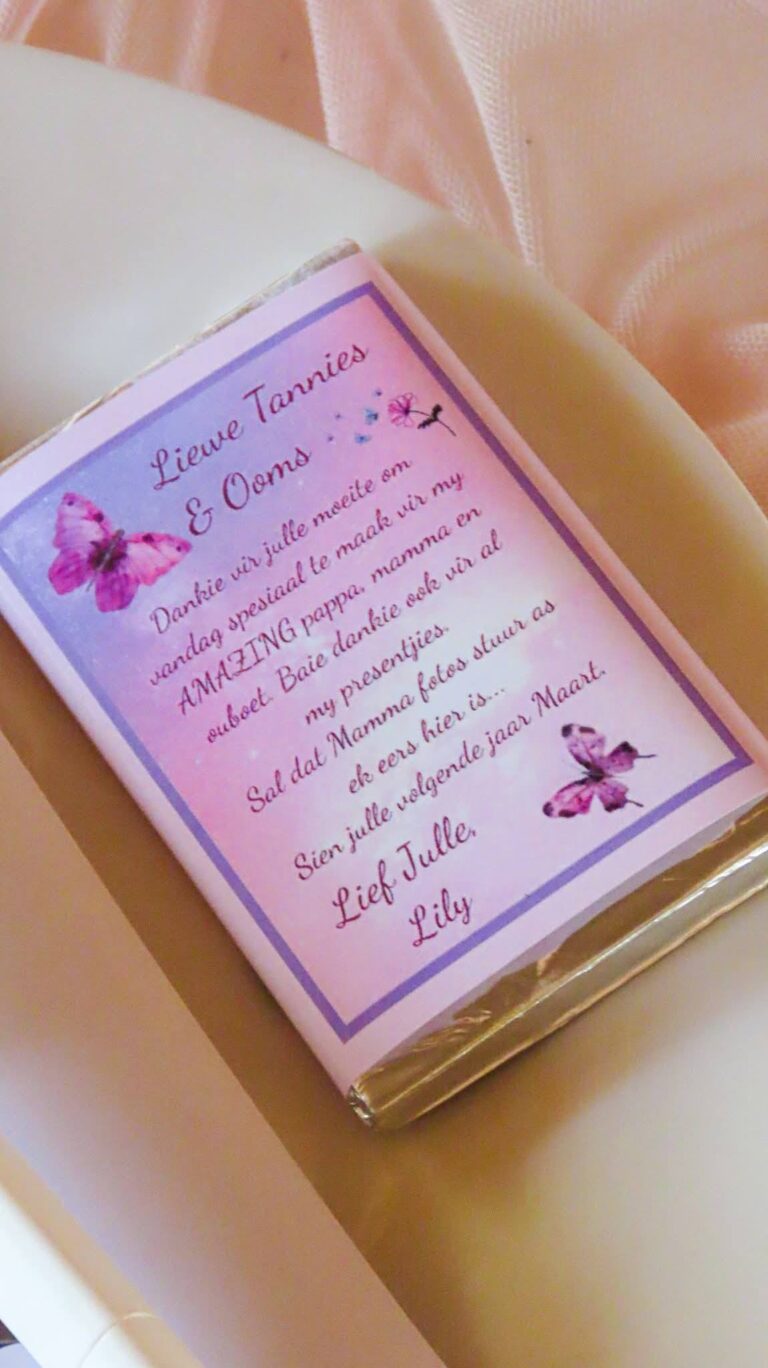 Liewe Tannies
& Ooms
Dankie vir julle moeite om
vandag spesiaal te maak vir my
AMAZING pappa, mamma en
ouboet. Baie dankie ook vir al
my presentjies.
Sal dat Mamma fotos stuur as
ek eers hier is...
Sien julle volgende jaar Maart.
Lief Julle,
Lily